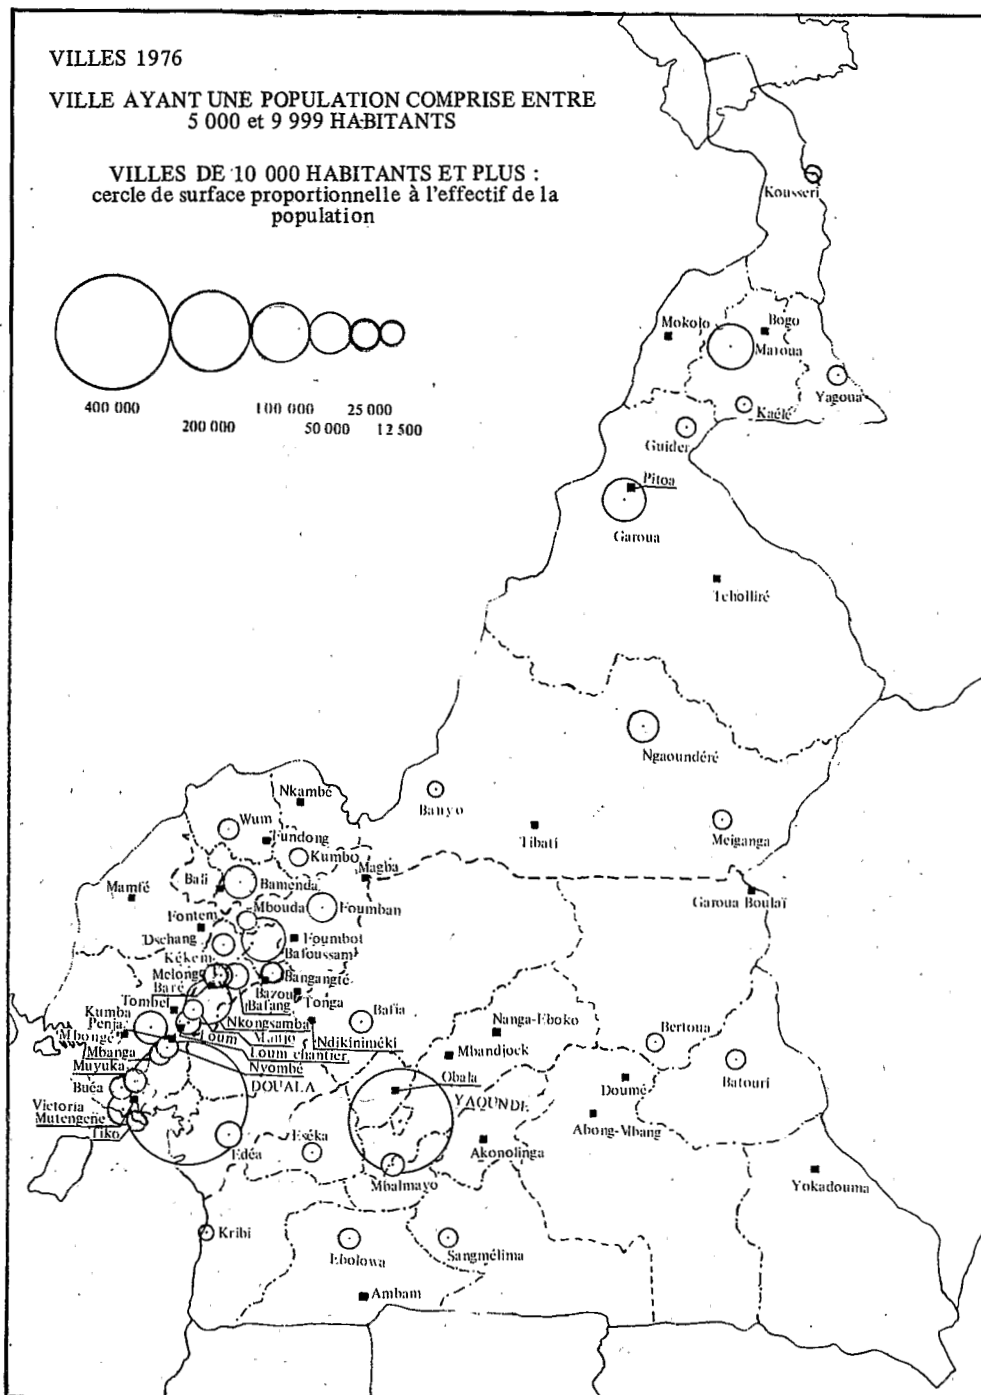 VILLES 1976
VILLE AYANT UNE POPULATION COMPRISE ENTRE
5 000 et 9 999 HABITANTS
VILLES DE 10 000 HABITANTS ET PLUS :
cercle de surface proportionnelle à l'effectif de la
population
400 000
200 000
100 000
50 000
25 000
12 500
Kousseri
Mokolo
Bogo
Maroua
Yagoua
Kaélé
Guider
Pitoa
Garoua
Tcholliré
Ngaoundéré
Banyo
Tibati
Meiganga
Nkambé
Wum
Fundong
Kumbo
Magba
Bali
Bamenda
Mamfé
Mbouda
Foumban
Garoua Boulaï
Fontem
Dschang
Foumbot
Bafoussam
Kékem
Melong
Baré
Bangangté
Bazou
Bafang
Tonga
Tombel
Bafia
Kumba
Penja
Nkongsamba
Manjo
Ndikiniméki
Nanga-Eboko
Mbonge
Loum
Loum chantier
Mbanga
Nyombé
Mbandjock
Bertoua
Muyuka
Batouri
Buéa
DOUALA
Obala
YAOUNDE
Doumé
Victoria
Mutengene
Tiko
Abong-Mbang
Edéa
Eséka
Akonolinga
Mbalmayo
Yokadouma
Kribi
Ebolowa
Sangmélima
Ambam